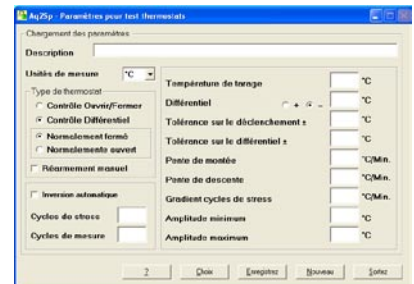 Aq25p - Paramètres pour test thermostats
Chargement des paramètres
Description
Unités de mesure °C
Type de thermostat
Contrôle Ouvrir/Fermer
Contrôle Différentiel
Normalement fermé
Normalemente ouvert
Réarmement manuel
Inversion automatique
Cycles de stress
Cycles de mesure
Température de tarage °C
Différentiel + - °C
Tolérance sur le déclenchement ± °C
Tolérance sur le différentiel ± °C
Pente de montée °C/Min.
Pente de descente °C/Min.
Gradient cycles de stress °C/Min.
Amplitude minimum °C
Amplitude maximum °C
? Choix Enregistrez Nouveau Sortez